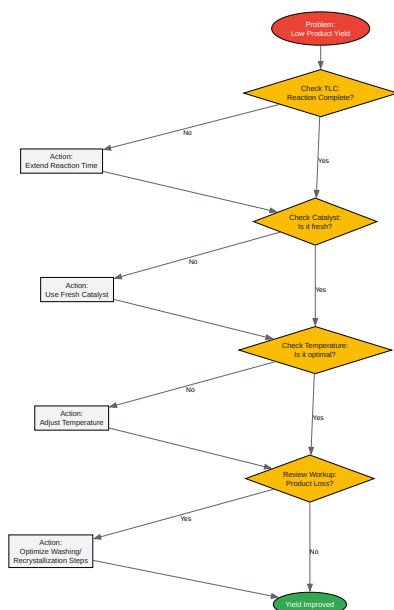 Problem:
Low Product Yield
Check TLC:
Reaction Complete?
No
Yes
Action:
Extend Reaction Time
Check Catalyst:
Is it fresh?
No
Yes
Action:
Use Fresh Catalyst
Check Temperature:
Is it optimal?
No
Yes
Action:
Adjust Temperature
Review Workup:
Product Loss?
Yes
No
Action:
Optimize Washing/
Recrystallization Steps
Yield Improved